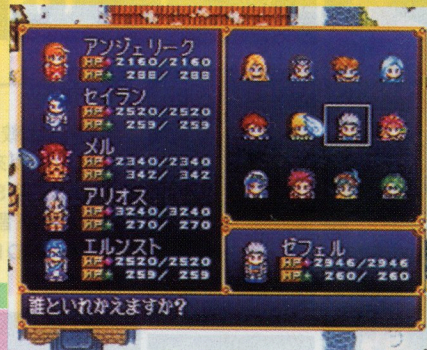 アンジェリーク
HP 2160/2160
MP 288/ 288
セイラン
HP 2520/2520
MP 259/ 259
メル
HP 2340/2340
MP 342/ 342
アリオス
HP 3240/3240
MP 270/ 270
エルンスト
HP 2520/2520
MP 259/ 259
ゼフェル
HP 2946/2946
MP 260/ 260
誰といれかえますか?